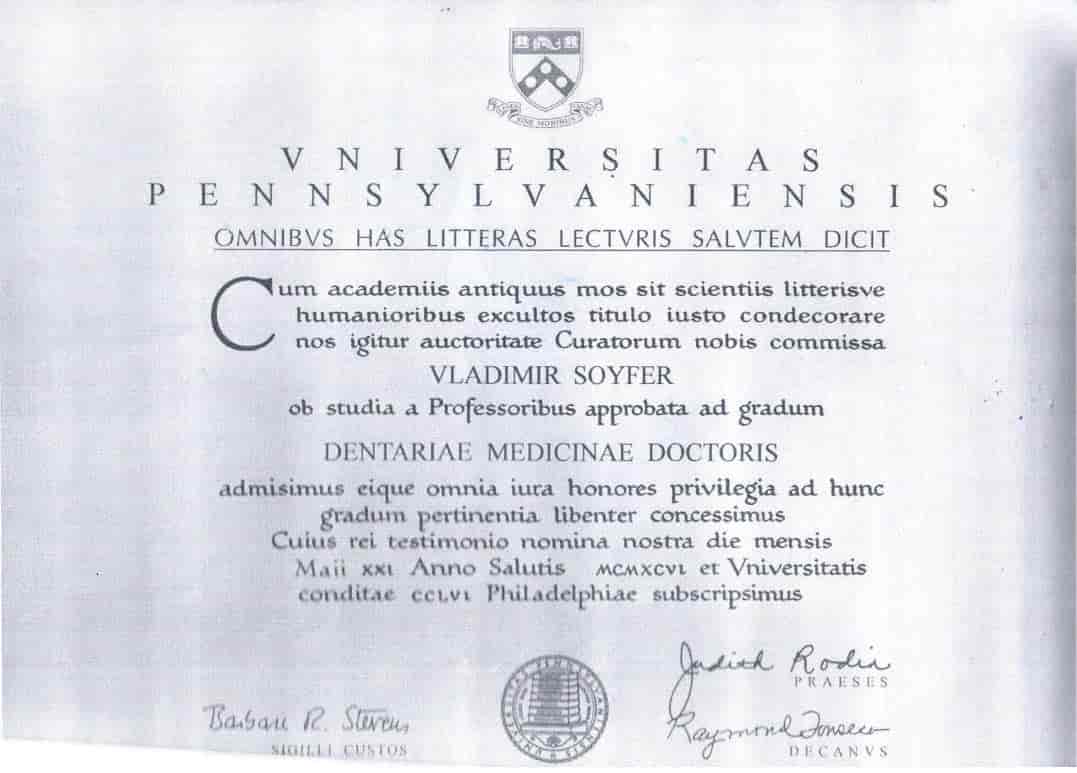 SINE MORIBUS
VNIVERSITAS
PENNSYLVANIENSIS
OMNIBVS HAS LITTERAS LECTVRIS SALVTEM DICIT
Cum academiis antiquus mos sit scientiis litterisve
humanioribus excultos titulo iusto condecorare
nos igitur auctoritate Curatorum nobis commissa
VLADIMIR SOYFER
ob studia a Professoribus approbata ad gradum
DENTARIAE MEDICINAE DOCTORIS
admisimus eique omnia iura honores privilegia ad hunc
gradum pertinentia libenter concessimus
Cuius rei testimonio nomina nostra die mensis
Maii XXI Anno Salutis MCMXCVI et Vniversitatis
conditae CCLVI Philadelphiae subscripsimus
Judith Rodin
PRAESES
Barbara R. Stevens
SIGILLI CUSTOS
Raymond Fonseca
DECANVS